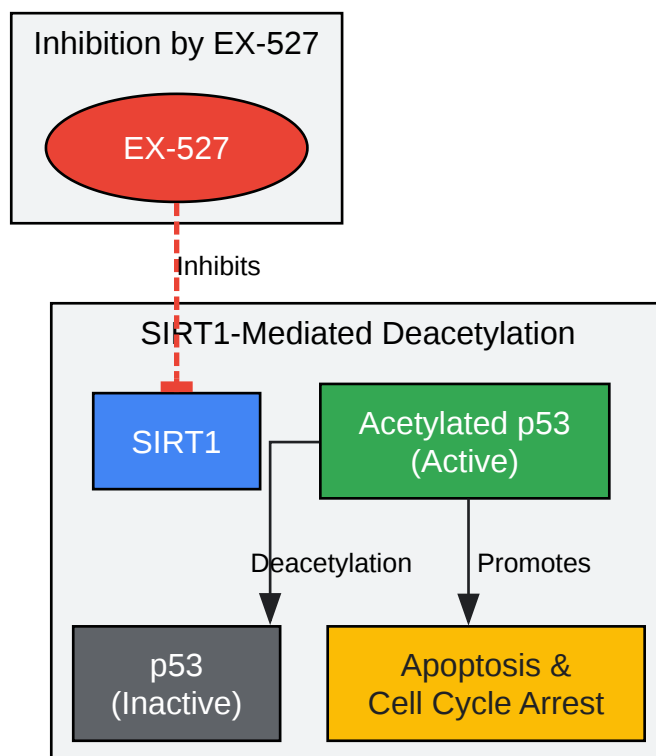 Inhibition by EX-527
EX-527
Inhibits
SIRT1-Mediated Deacetylation
SIRT1
Acetylated p53
(Active)
Deacetylation
Promotes
p53
(Inactive)
Apoptosis &
Cell Cycle Arrest